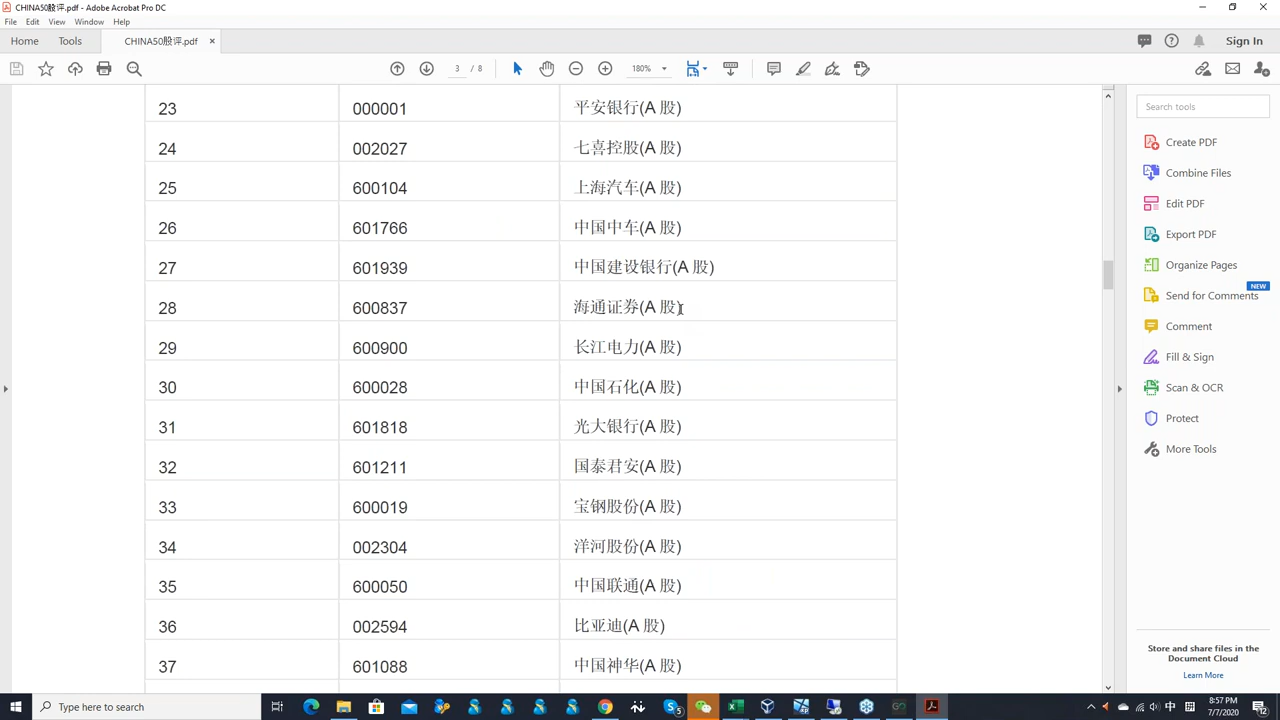 CHINA50股评.pdf - Adobe Acrobat Pro DC
File Edit View Window Help
Home Tools CHINA50股评.pdf × Sign In
3 / 8 180%
23 000001 平安银行(A 股)
24 002027 七喜控股(A 股)
25 600104 上海汽车(A 股)
26 601766 中国中车(A 股)
27 601939 中国建设银行(A 股)
28 600837 海通证券(A 股)
29 600900 长江电力(A 股)
30 600028 中国石化(A 股)
31 601818 光大银行(A 股)
32 601211 国泰君安(A 股)
33 600019 宝钢股份(A 股)
34 002304 洋河股份(A 股)
35 600050 中国联通(A 股)
36 002594 比亚迪(A 股)
37 601088 中国神华(A 股)
Search tools
Create PDF
Combine Files
Edit PDF
Export PDF
Organize Pages
NEW
Send for Comments
Comment
Fill & Sign
Scan & OCR
Protect
More Tools
Store and share files in the
Document Cloud
Learn More
Type here to search
中
8:57 PM
7/7/2020
12